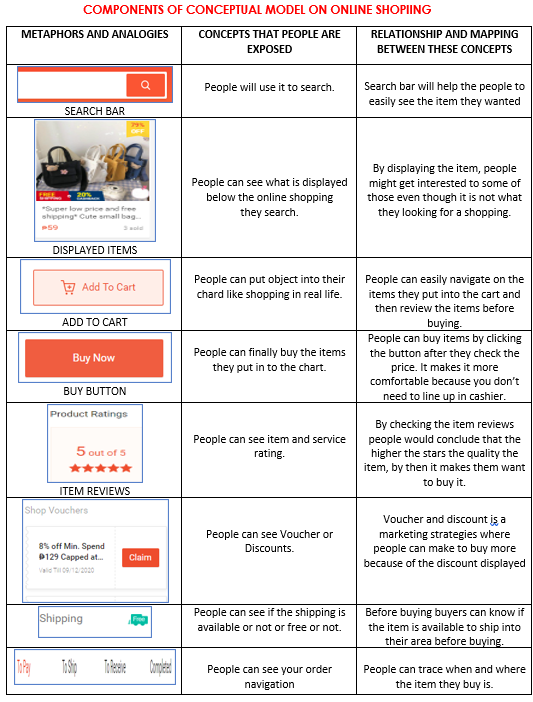 COMPONENTS OF CONCEPTUAL MODEL ON ONLINE SHOPIING
METAPHORS AND ANALOGIES
CONCEPTS THAT PEOPLE ARE
EXPOSED
RELATIONSHIP AND MAPPING
BETWEEN THESE CONCEPTS
SEARCH BAR
People will use it to search.
Search bar will help the people to
easily see the item they wanted
79%
OFF
FREE
SHIPPING
20%
CASHBACK
*Super low price and free
shipping* Cute small bag...
₱59
3 sold
DISPLAYED ITEMS
People can see what is displayed
below the online shopping
they search.
By displaying the item, people
might get interested to some of
those even though it is not what
they looking for a shopping.
Add To Cart
ADD TO CART
People can put object into their
chard like shopping in real life.
People can easily navigate on the
items they put into the cart and
then review the items before
buying.
Buy Now
BUY BUTTON
People can finally buy the items
they put in to the chart.
People can buy items by clicking
the button after they check the
price. It makes it more
comfortable because you don’t
need to line up in cashier.
Product Ratings
5 out of 5
ITEM REVIEWS
People can see item and service
rating.
By checking the item reviews
people would conclude that the
higher the stars the quality the
item, by then it makes them want
to buy it.
Shop Vouchers
8% off Min. Spend
₱129 Capped at...
Valid Till 09/12/2020
Claim
People can see Voucher or
Discounts.
Voucher and discount is a
marketing strategies where
people can make to buy more
because of the discount displayed
Shipping
Free
People can see if the shipping is
available or not or free or not.
Before buying buyers can know if
the item is available to ship into
their area before buying.
To Pay
To Ship
To Receive
Completed
People can see your order
navigation
People can trace when and where
the item they buy is.